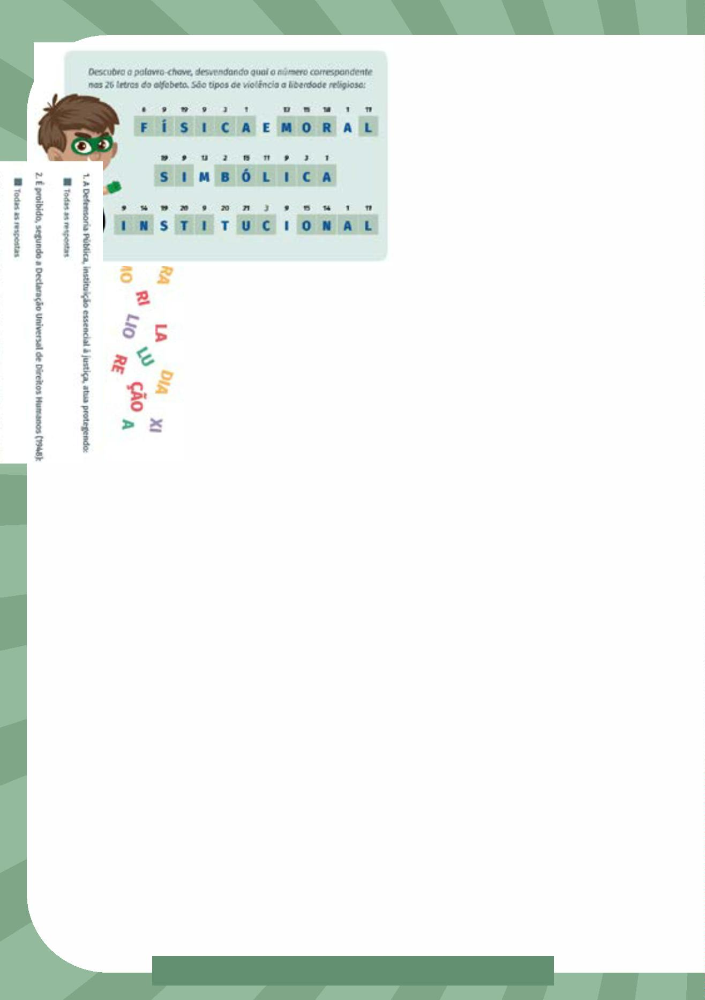 Descubra a palavra-chave, desvendando qual o número correspondente
nas 26 letras do alfabeto. São tipos de violência a liberdade religiosa:
6 9 19 9 3 1 13 15 18 1 11
F Í S I C A E M O R A L
19 9 13 2 15 11 9 3 1
S I M B Ó L I C A
9 14 19 20 9 20 21 3 9 15 14 1 11
I N S T I T U C I O N A L
1. A Defensoria Pública, instituição essencial à justiça, atua protegendo:
Todas as respostas
2. É proibido, segundo a Declaração Universal de Direitos Humanos (1948):
Todas as respostas
RA
MO
RI
LIO
LA
LU
RE
DIA
ÇÃO
A
XI